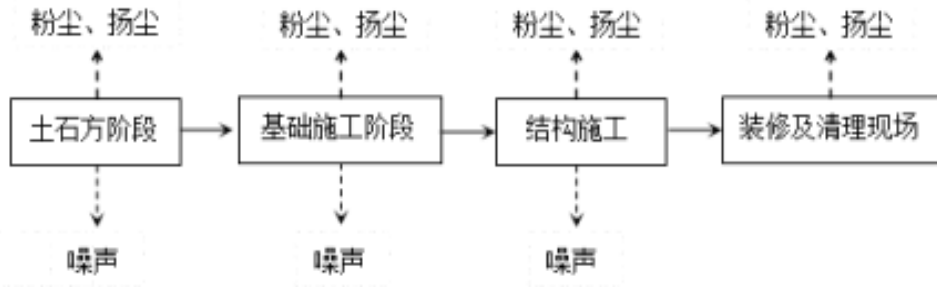 粉尘、扬尘 粉尘、扬尘 粉尘、扬尘 粉尘、扬尘
土石方阶段 基础施工阶段 结构施工 装修及清理现场
噪声 噪声 噪声